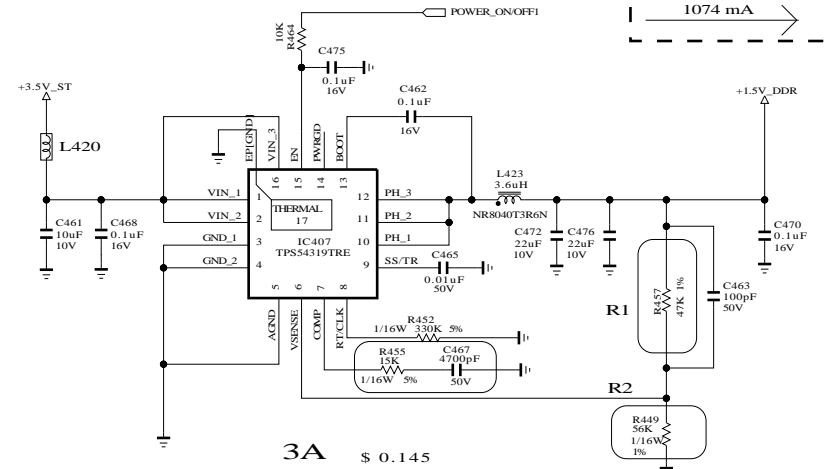 POWER_ON/OFF1
1074 mA
10K
R464
C475
0.1uF
16V
C462
0.1uF
16V
+3.5V_ST
+1.5V_DDR
L420
EP[GND]
VIN_3
EN
PWRGD
BOOT
16
15
14
13
L423
3.6uH
NR8040T3R6N
VIN_1
1
12
PH_3
VIN_2
2
THERMAL
17
11
PH_2
GND_1
3
IC407
TPS54319TRE
10
PH_1
GND_2
4
9
SS/TR
C461
10uF
10V
C468
0.1uF
16V
C465
0.01uF
50V
C472
22uF
10V
C476
22uF
10V
C470
0.1uF
16V
5
6
7
8
AGND
VSENSE
COMP
RT/CLK
R1
R457
47K 1%
C463
100pF
50V
R452
1/16W 330K 5%
R455
15K
1/16W 5%
C467
4700pF
50V
R2
R449
56K
1/16W
1%
3A
$ 0.145